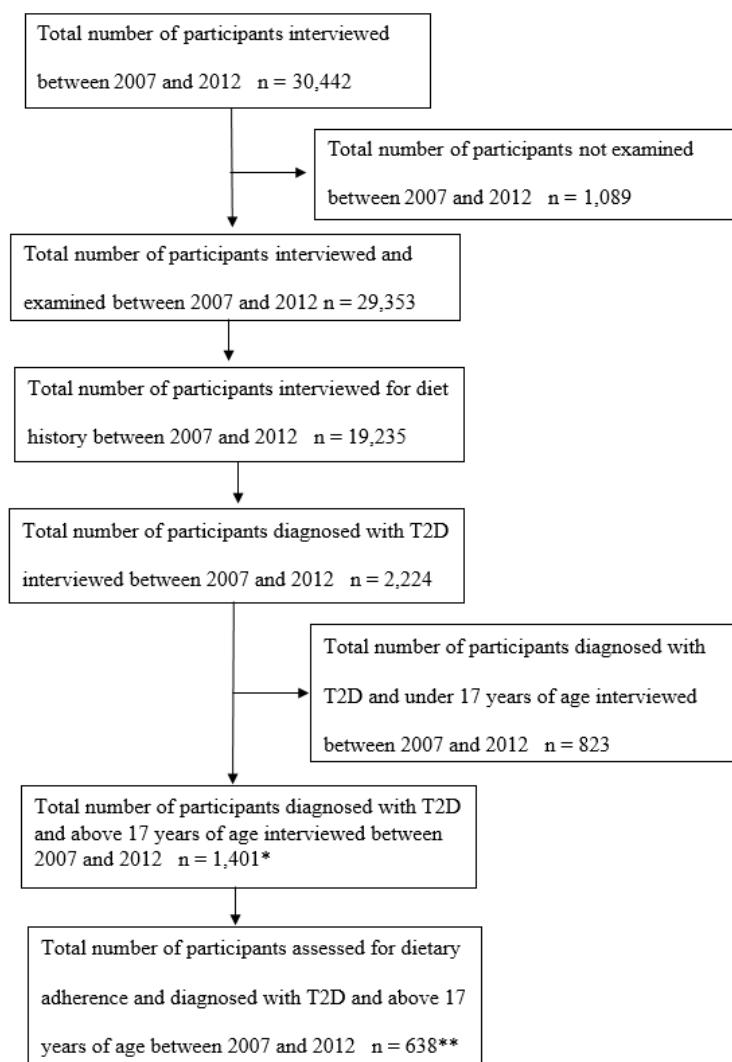 Total number of participants interviewed
between 2007 and 2012 n = 30,442
Total number of participants not examined
between 2007 and 2012 n = 1,089
Total number of participants interviewed and
examined between 2007 and 2012 n = 29,353
Total number of participants interviewed for diet
history between 2007 and 2012 n = 19,235
Total number of participants diagnosed with T2D
interviewed between 2007 and 2012 n = 2,224
Total number of participants diagnosed with
T2D and under 17 years of age interviewed
between 2007 and 2012 n = 823
Total number of participants diagnosed with T2D
and above 17 years of age interviewed between
2007 and 2012 n = 1,401*
Total number of participants assessed for dietary
adherence and diagnosed with T2D and above 17
years of age between 2007 and 2012 n = 638**